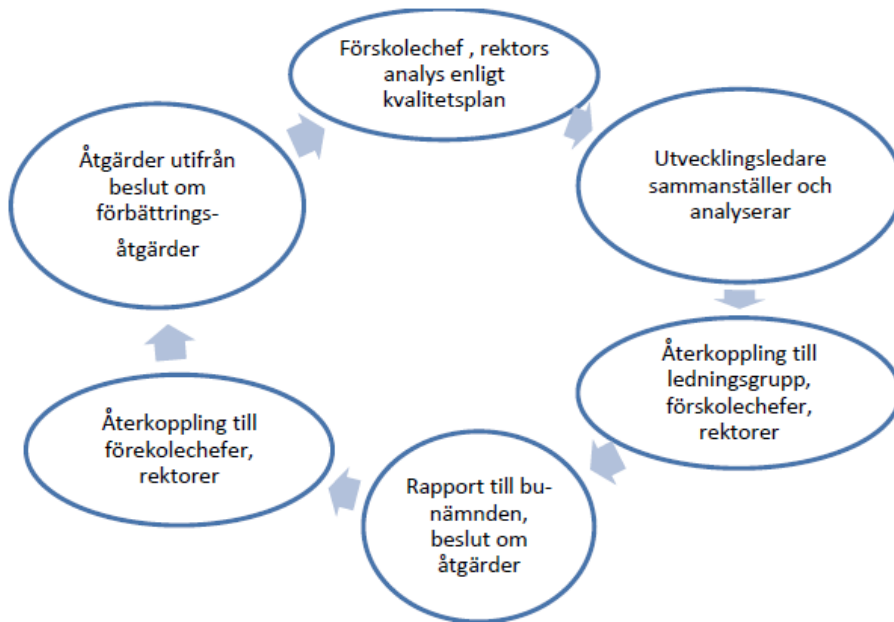 Förskolechef , rektors
analys enligt
kvalitetsplan
Utvecklingsledare
sammanställer och
analyserar
Återkoppling till
ledningsgrupp,
förskolechefer,
rektorer
Rapport till bu-
nämnden,
beslut om
åtgärder
Återkoppling till
förekolechefer,
rektorer
Åtgärder utifrån
beslut om
förbättrings-
åtgärder